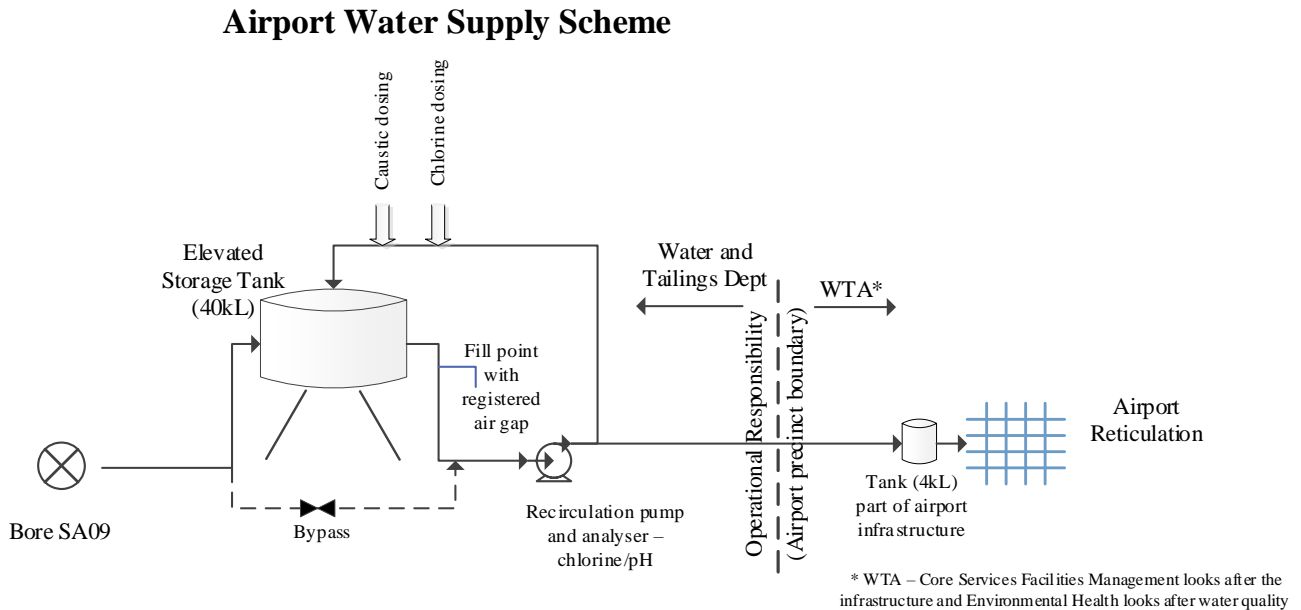 Airport Water Supply Scheme
Caustic dosing
Chlorine dosing
Elevated
Storage Tank
(40kL)
Water and
Tailings Dept
WTA*
Fill point
with
registered
air gap
Operational Responsibility
(Airport precinct boundary)
Airport
Reticulation
Bore SA09
Bypass
Recirculation pump
and analyser –
chlorine/pH
Tank (4kL)
part of airport
infrastructure
* WTA – Core Services Facilities Management looks after the
infrastructure and Environmental Health looks after water quality